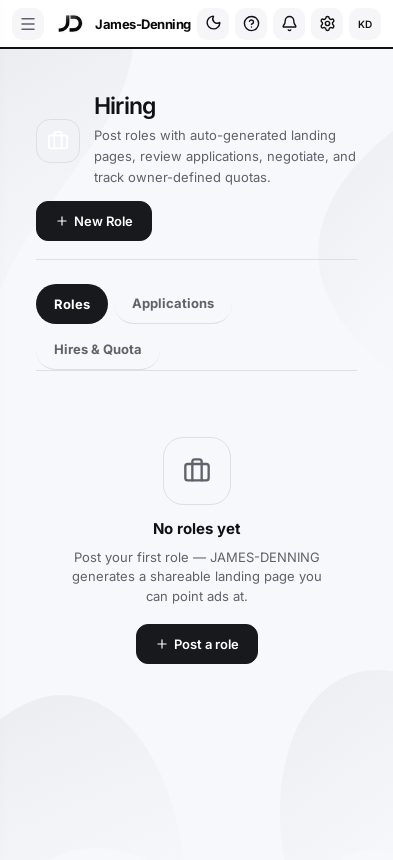 James-Denning
KD
Hiring
Post roles with auto-generated landing
pages, review applications, negotiate, and
track owner-defined quotas.
+ New Role
Roles
Applications
Hires & Quota
No roles yet
Post your first role — JAMES-DENNING
generates a shareable landing page you
can point ads at.
+ Post a role